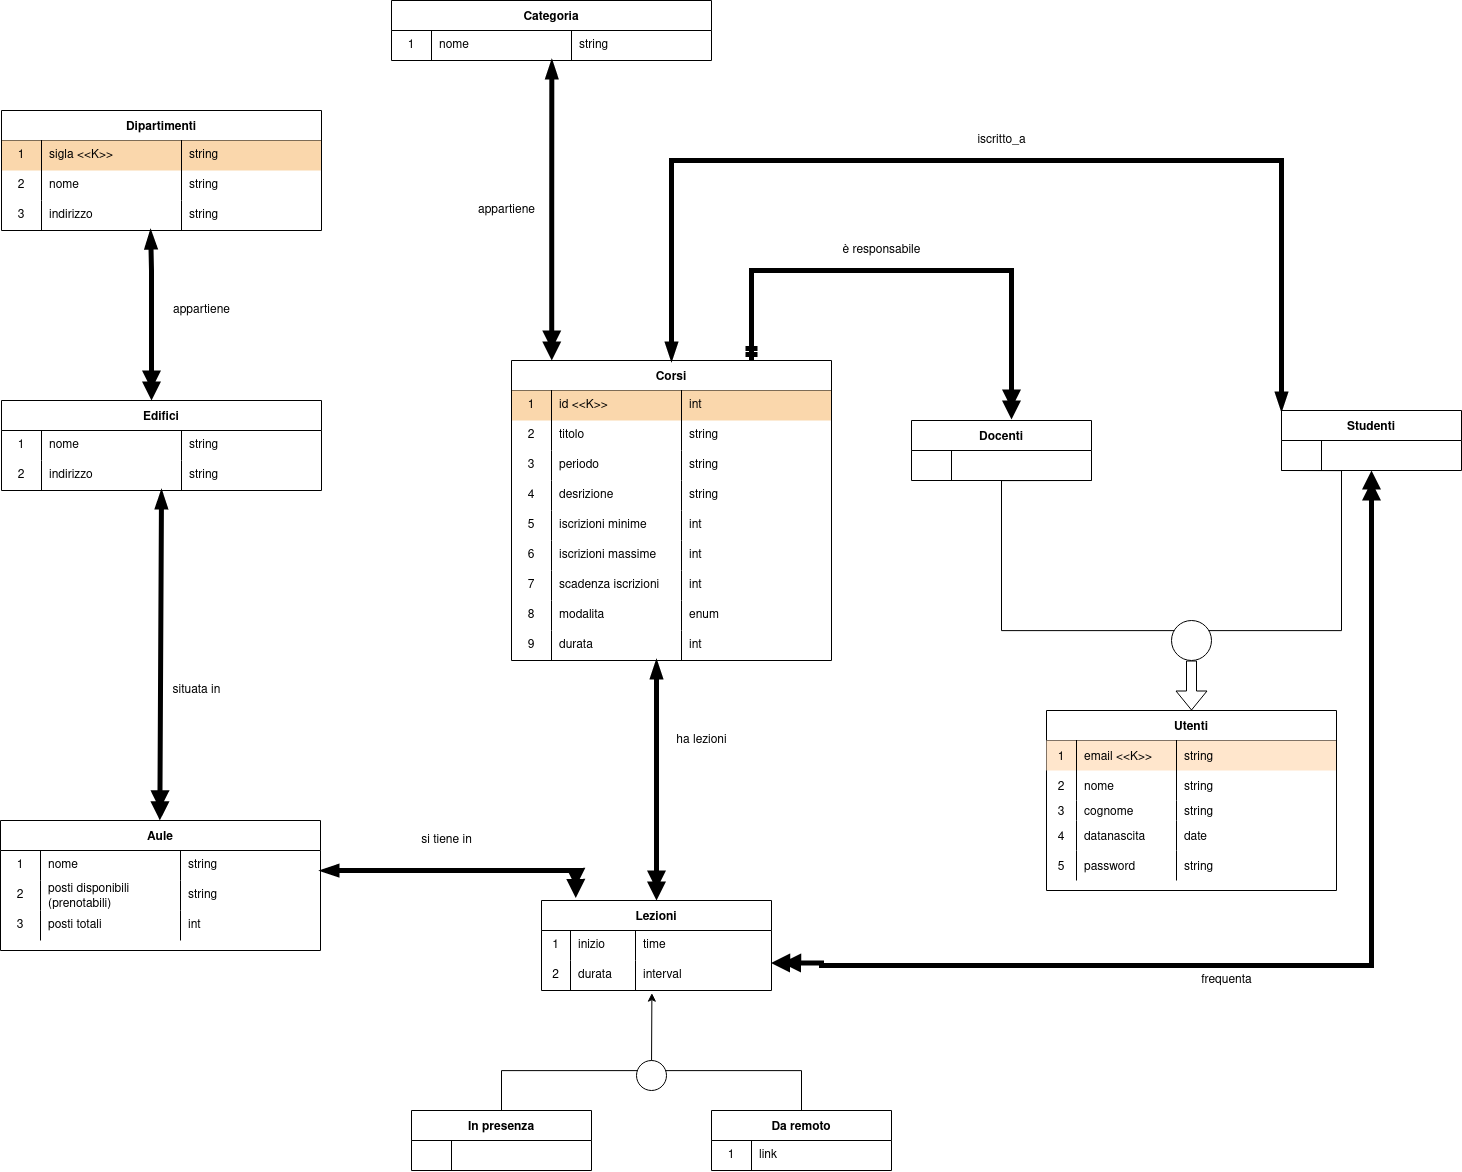 Categoria
1 nome string
Dipartimenti
1 sigla <<K>> string
2 nome string
3 indirizzo string
iscritto_a
appartiene
è responsabile
appartiene
Corsi
1 id <<K>> int
2 titolo string
3 periodo string
4 desrizione string
5 iscrizioni minime int
6 iscrizioni massime int
7 scadenza iscrizioni int
8 modalita enum
9 durata int
Edifici
1 nome string
2 indirizzo string
Docenti
Studenti
situata in
ha lezioni
Utenti
1 email <<K>> string
2 nome string
3 cognome string
4 datanascita date
5 password string
Aule
1 nome string
2 posti disponibili
(prenotabili) string
3 posti totali int
si tiene in
Lezioni
1 inizio time
2 durata interval
frequenta
In presenza
Da remoto
1 link